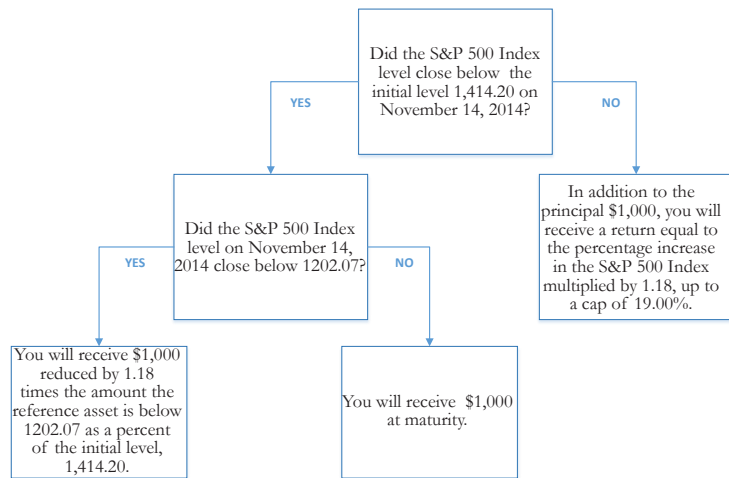 Did the S&P 500 Index
level close below the
initial level 1,414.20 on
November 14, 2014?
YES
NO
Did the S&P 500 Index
level on November 14,
2014 close below 1202.07?
In addition to the
principal $1,000, you will
receive a return equal to
the percentage increase
in the S&P 500 Index
multiplied by 1.18, up to
a cap of 19.00%.
YES
NO
You will receive $1,000
reduced by 1.18
times the amount the
reference asset is below
1202.07 as a percent
of the initial level,
1,414.20.
You will receive $1,000
at maturity.